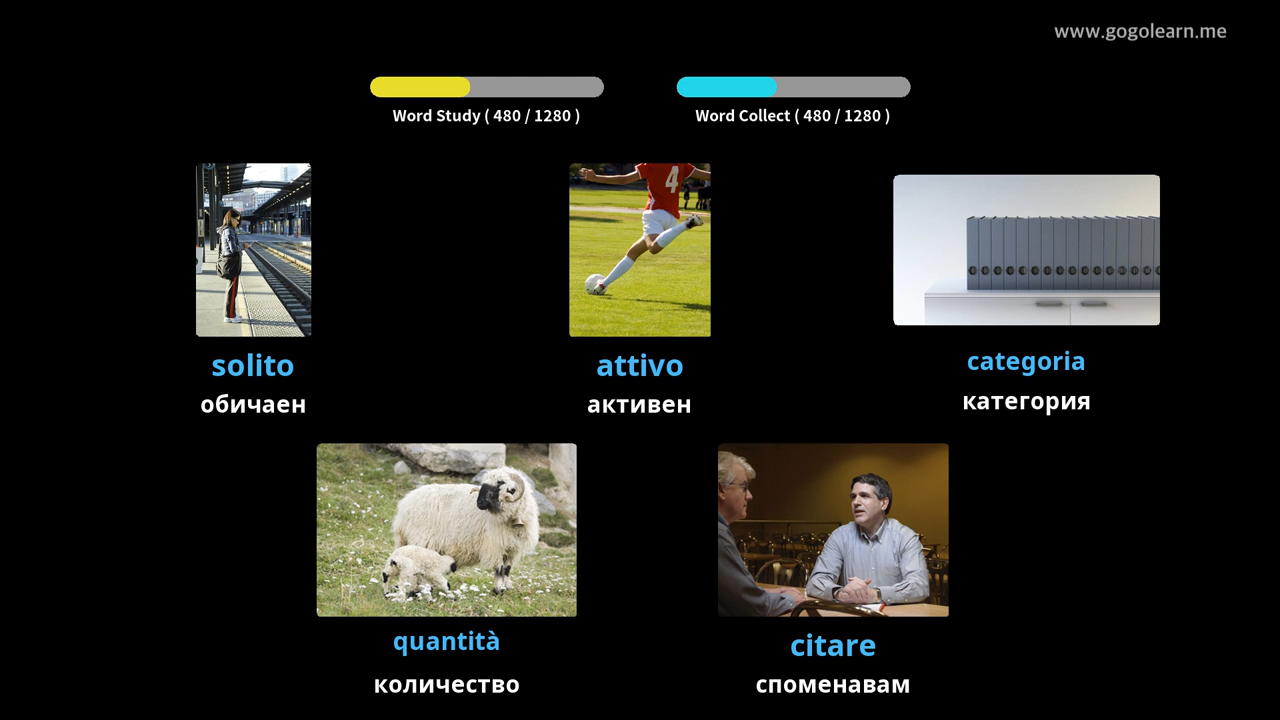 www.gogolearn.me
Word Study ( 480 / 1280 )
Word Collect ( 480 / 1280 )
4
solito
обичаен
attivo
активен
categoria
категория
quantità
количество
citare
споменавам